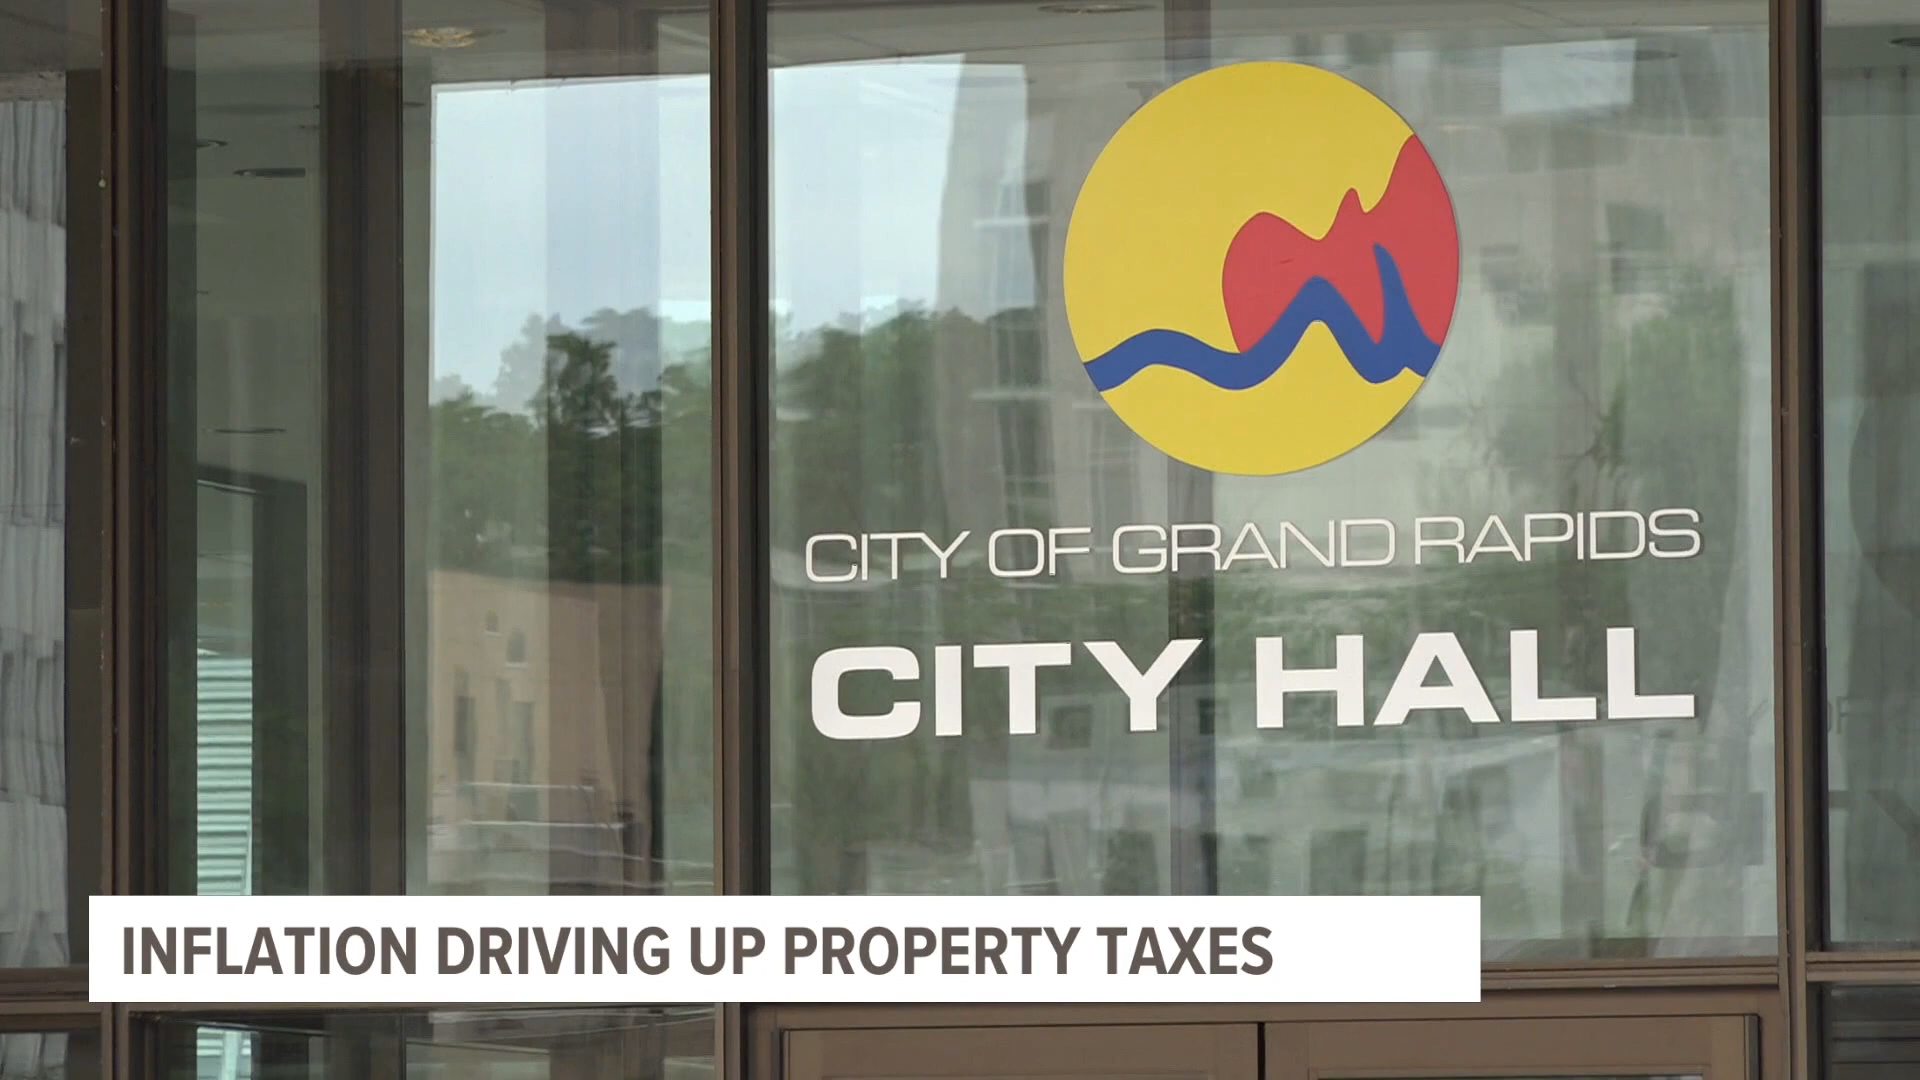 CITY OF GRAND RAPIDS
CITY HALL
INFLATION DRIVING UP PROPERTY TAXES